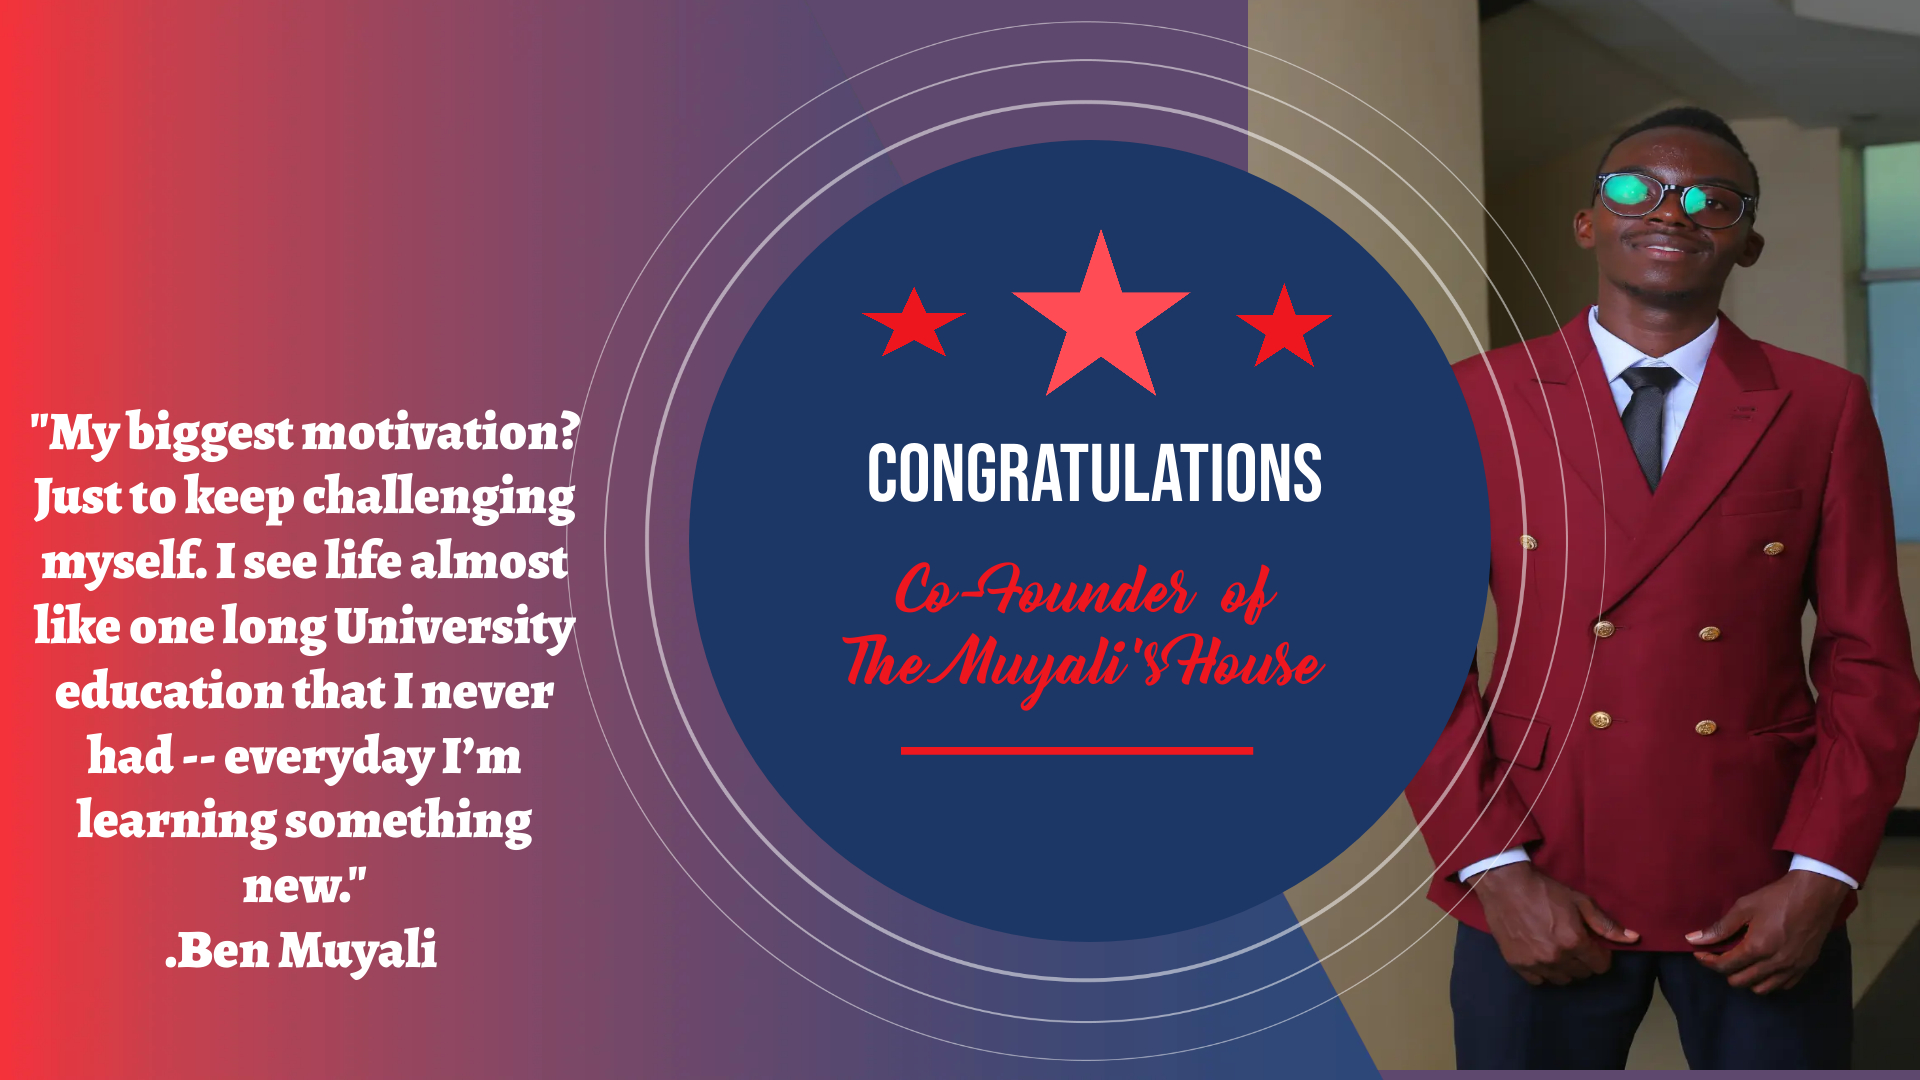 "My biggest motivation?
Just to keep challenging
myself. I see life almost
like one long University
education that I never
had -- everyday I’m
learning something
new."
.Ben Muyali
CONGRATULATIONS
Co-Founder of
The Muyali's House